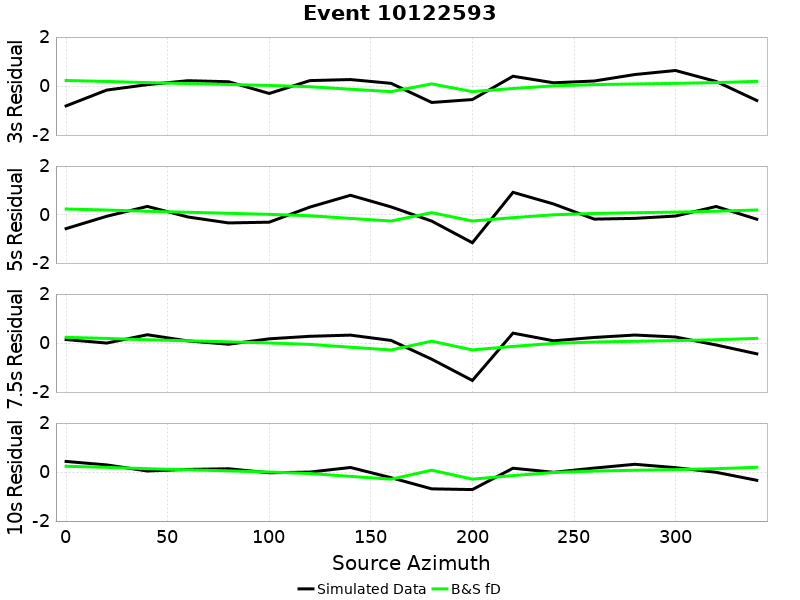 Event 10122593
3s Residual
2
0
-2
5s Residual
2
0
-2
7.5s Residual
2
0
-2
10s Residual
2
0
-2
0 50 100 150 200 250 300
Source Azimuth
Simulated Data B&S fD